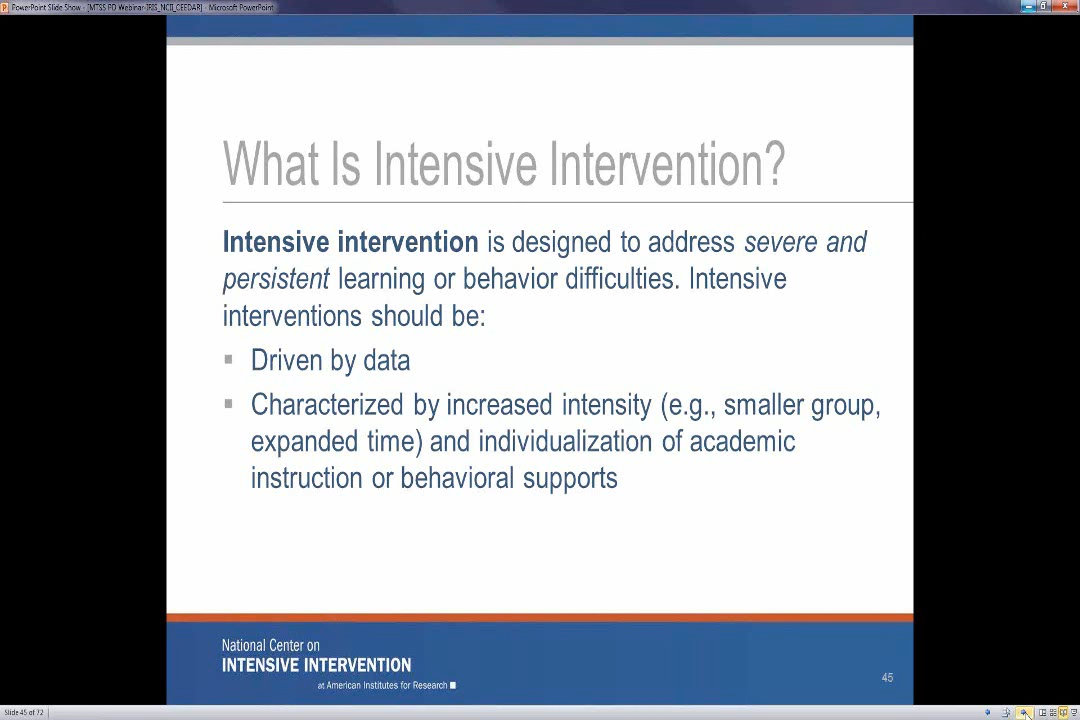 PowerPoint Slide Show - [MTSS PD Webinar-IRIS_NCII_CEEDAR] - Microsoft PowerPoint
What Is Intensive Intervention?
Intensive intervention is designed to address severe and
persistent learning or behavior difficulties. Intensive
interventions should be:
▪ Driven by data
▪ Characterized by increased intensity (e.g., smaller group,
expanded time) and individualization of academic
instruction or behavioral supports
National Center on
INTENSIVE INTERVENTION
at American Institutes for Research
45
Slide 45 of 72